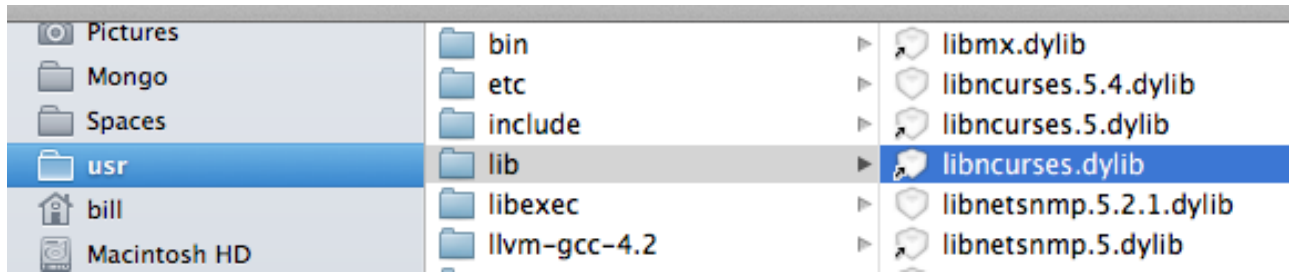 Pictures
Mongo
Spaces
usr
bill
Macintosh HD
bin
etc
include
lib
libexec
llvm-gcc-4.2
libmx.dylib
libncurses.5.4.dylib
libncurses.5.dylib
libncurses.dylib
libnetsnmp.5.2.1.dylib
libnetsnmp.5.dylib